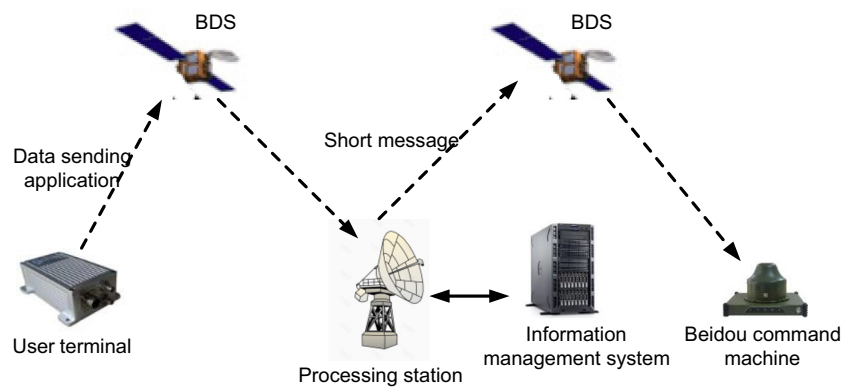 BDS
BDS
Data sending
application
Short message
User terminal
Processing station
Information
management system
Beidou command
machine